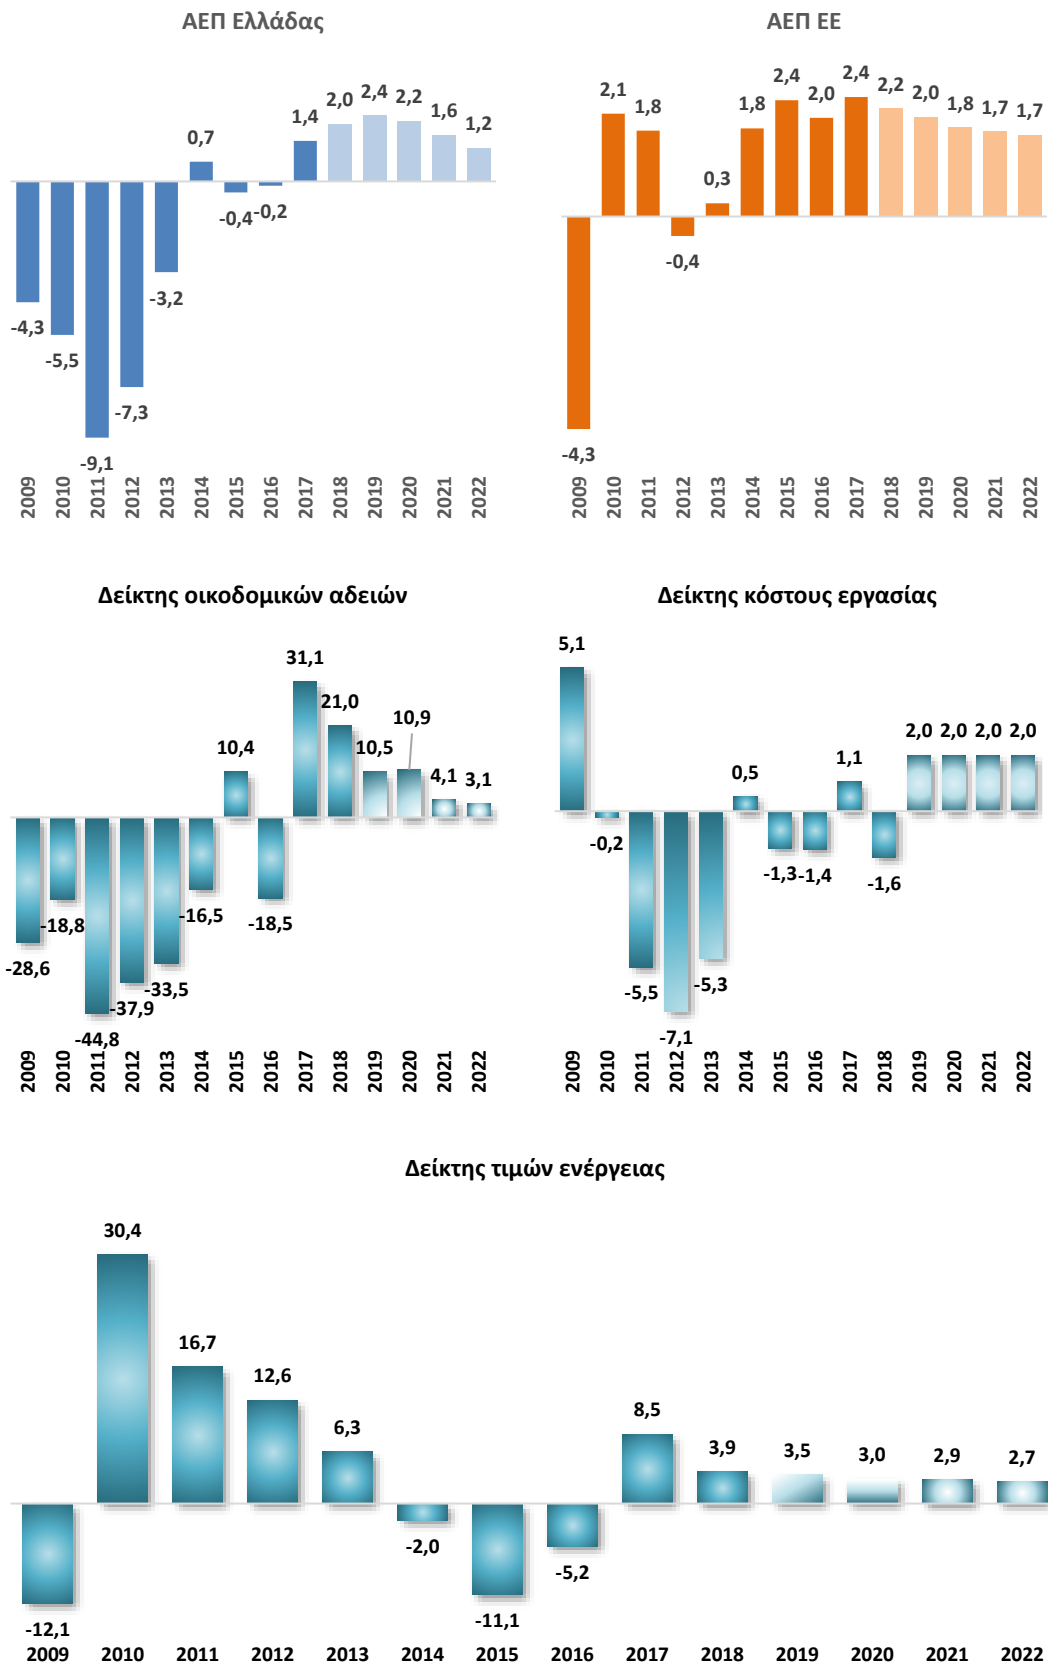 ΑΕΠ Ελλάδας
-4,3 -5,5 -9,1 -7,3 -3,2 0,7 -0,4 -0,2 1,4 2,0 2,4 2,2 1,6 1,2
2009 2010 2011 2012 2013 2014 2015 2016 2017 2018 2019 2020 2021 2022
ΑΕΠ ΕΕ
-4,3 2,1 1,8 -0,4 0,3 1,8 2,4 2,0 2,4 2,2 2,0 1,8 1,7 1,7
2009 2010 2011 2012 2013 2014 2015 2016 2017 2018 2019 2020 2021 2022
Δείκτης οικοδομικών αδειών
-28,6 -18,8 -44,8 -37,9 -33,5 -16,5 10,4 -18,5 31,1 21,0 10,5 10,9 4,1 3,1
2009 2010 2011 2012 2013 2014 2015 2016 2017 2018 2019 2020 2021 2022
Δείκτης κόστους εργασίας
5,1 -0,2 -5,5 -7,1 -5,3 0,5 -1,3 -1,4 1,1 -1,6 2,0 2,0 2,0 2,0
2009 2010 2011 2012 2013 2014 2015 2016 2017 2018 2019 2020 2021 2022
Δείκτης τιμών ενέργειας
-12,1 30,4 16,7 12,6 6,3 -2,0 -11,1 -5,2 8,5 3,9 3,5 3,0 2,9 2,7
2009 2010 2011 2012 2013 2014 2015 2016 2017 2018 2019 2020 2021 2022